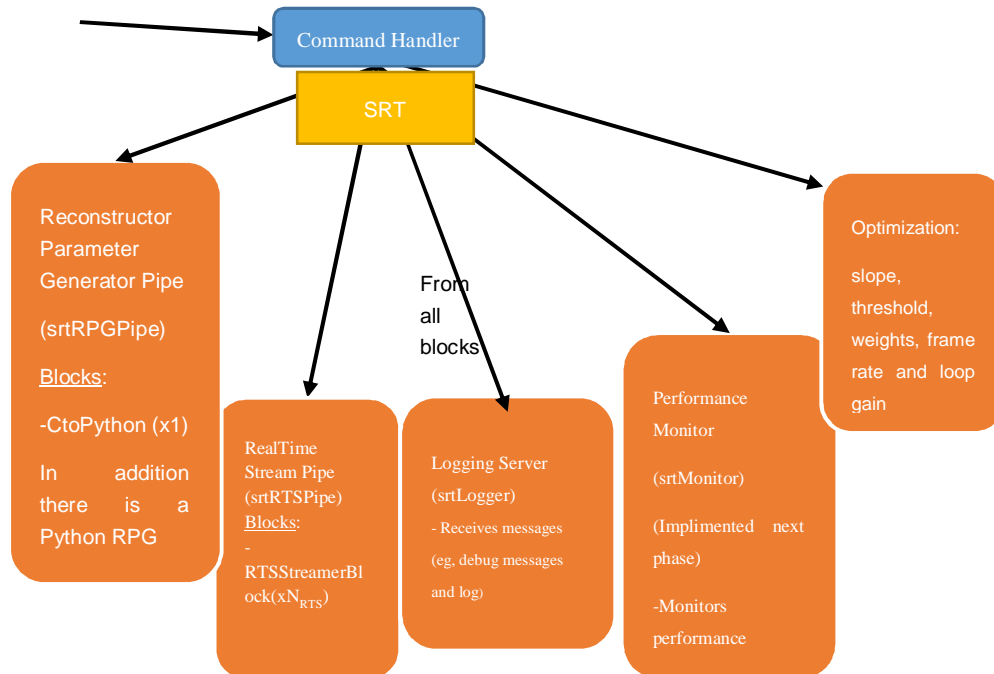 Command Handler
SRT
Reconstructor
Parameter
Generator Pipe
(srtRPGPipe)
Blocks:
-CtoPython (x1)
In addition
there is a
Python RPG
RealTime
Stream Pipe
(srtRTSPipe)
Blocks:
-
RTSStreamerBl
ock(xN_RTS)
From
all
blocks
Logging Server
(srtLogger)
- Receives messages
(eg, debug messages
and log)
Performance
Monitor
(srtMonitor)
(Implimented next
phase)
-Monitors
performance
Optimization:
slope,
threshold,
weights, frame
rate and loop
gain